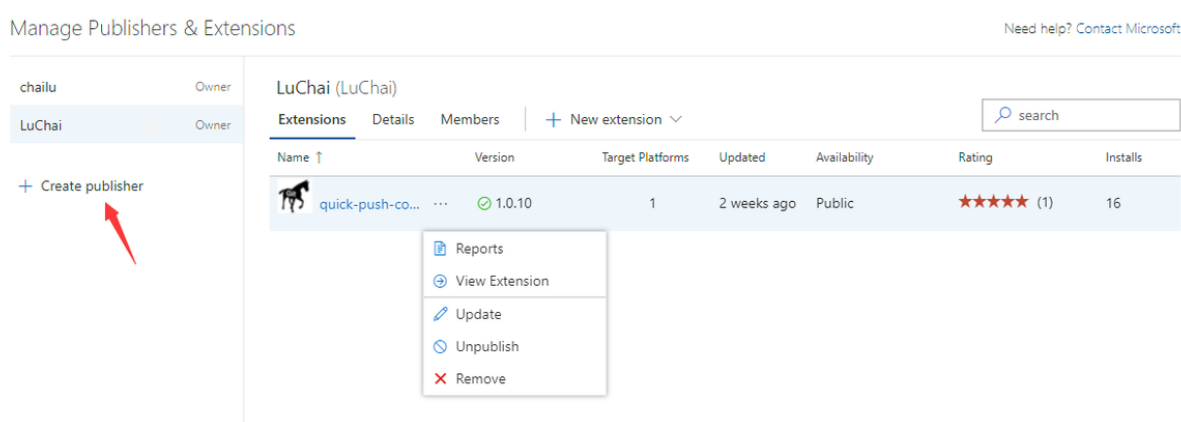 Manage Publishers & Extensions
Need help? Contact Microsoft
chailu Owner
LuChai Owner
+ Create publisher
LuChai (LuChai)
Extensions Details Members + New extension
search
Name ↑ Version Target Platforms Updated Availability Rating Installs
quick-push-co... ... 1.0.10 1 2 weeks ago Public ★★★★★ (1) 16
Reports
View Extension
Update
Unpublish
Remove